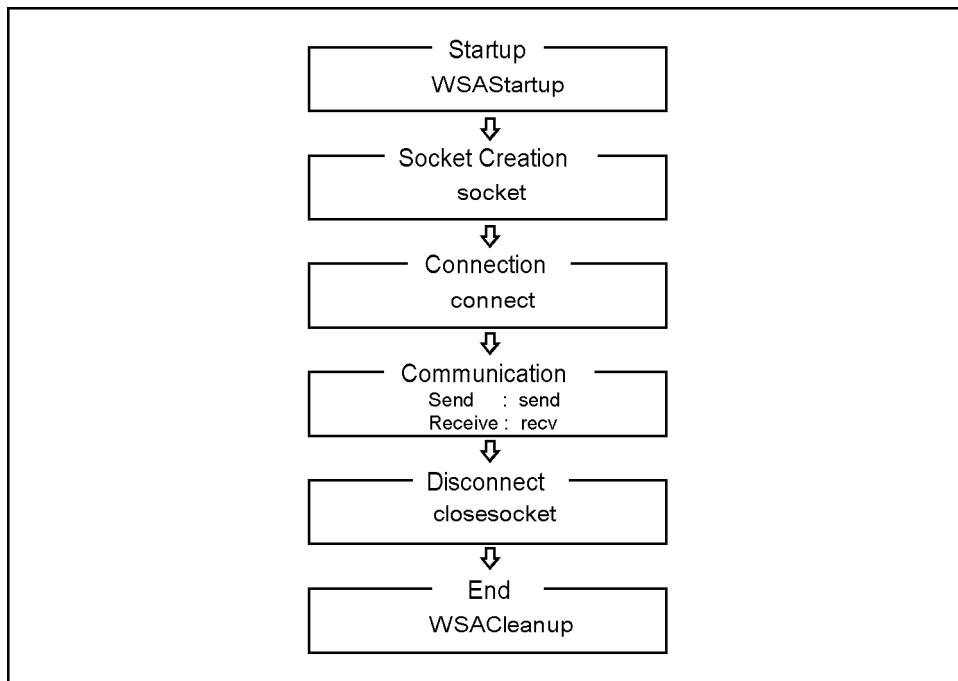 Startup
WSAStartup
Socket Creation
socket
Connection
connect
Communication
Send : send
Receive : recv
Disconnect
closesocket
End
WSACleanup